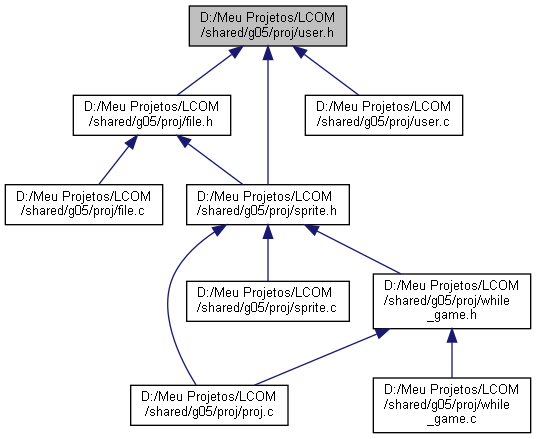 D:/Meu Projetos/LCOM
/shared/g05/proj/user.h
D:/Meu Projetos/LCOM
/shared/g05/proj/file.h
D:/Meu Projetos/LCOM
/shared/g05/proj/user.c
D:/Meu Projetos/LCOM
/shared/g05/proj/file.c
D:/Meu Projetos/LCOM
/shared/g05/proj/sprite.h
D:/Meu Projetos/LCOM
/shared/g05/proj/sprite.c
D:/Meu Projetos/LCOM
/shared/g05/proj/while
_game.h
D:/Meu Projetos/LCOM
/shared/g05/proj/proj.c
D:/Meu Projetos/LCOM
/shared/g05/proj/while
_game.c